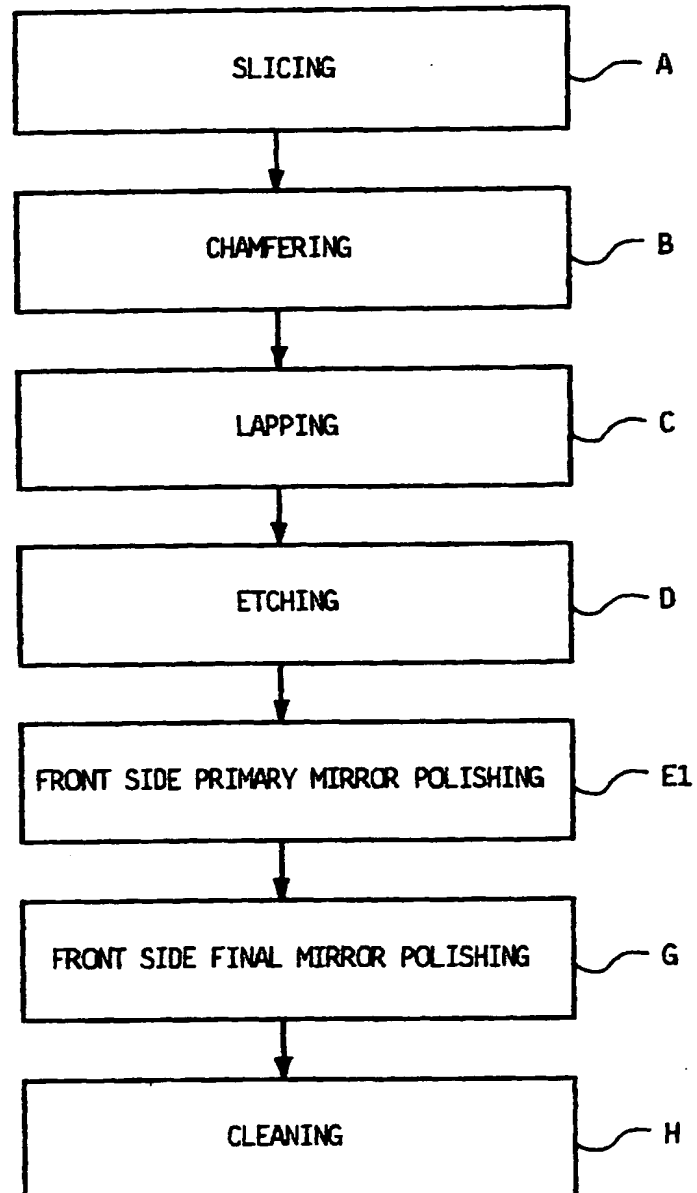 SLICING A
CHAMFERING B
LAPPING C
ETCHING D
FRONT SIDE PRIMARY MIRROR POLISHING E1
FRONT SIDE FINAL MIRROR POLISHING G
CLEANING H